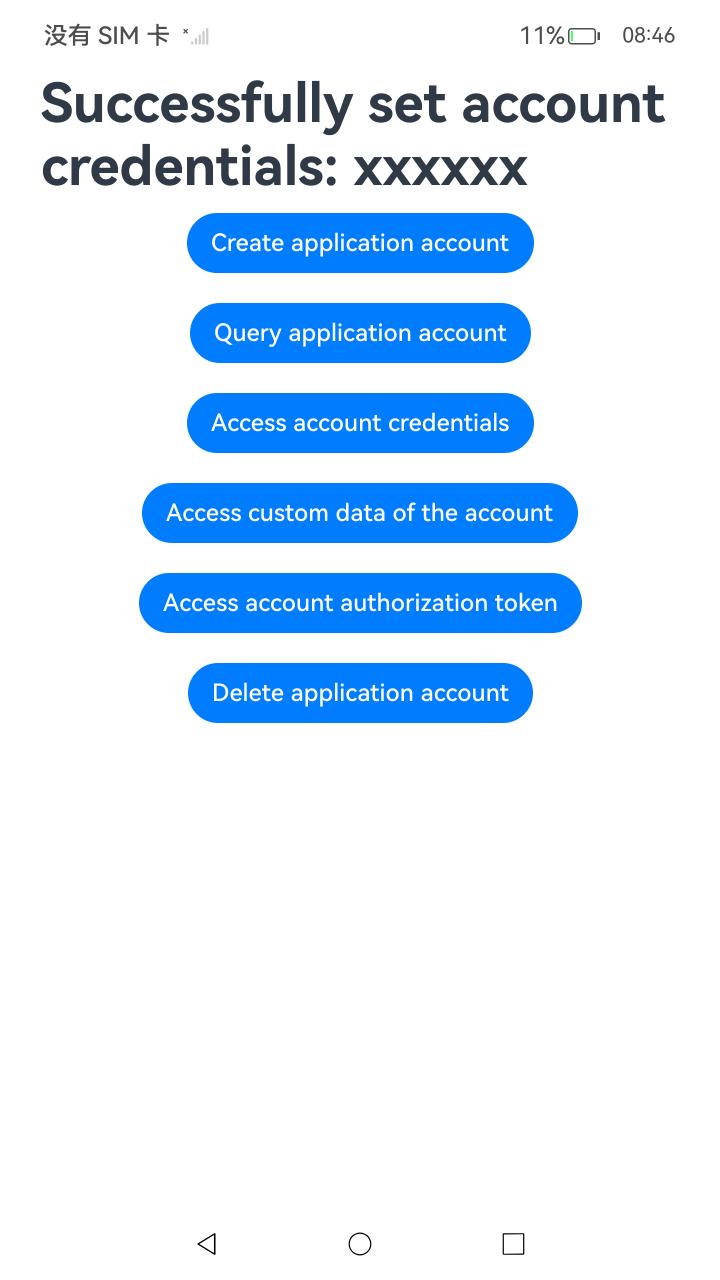 没有 SIM 卡 11% 08:46
Successfully set account
credentials: xxxxxx
Create application account
Query application account
Access account credentials
Access custom data of the account
Access account authorization token
Delete application account